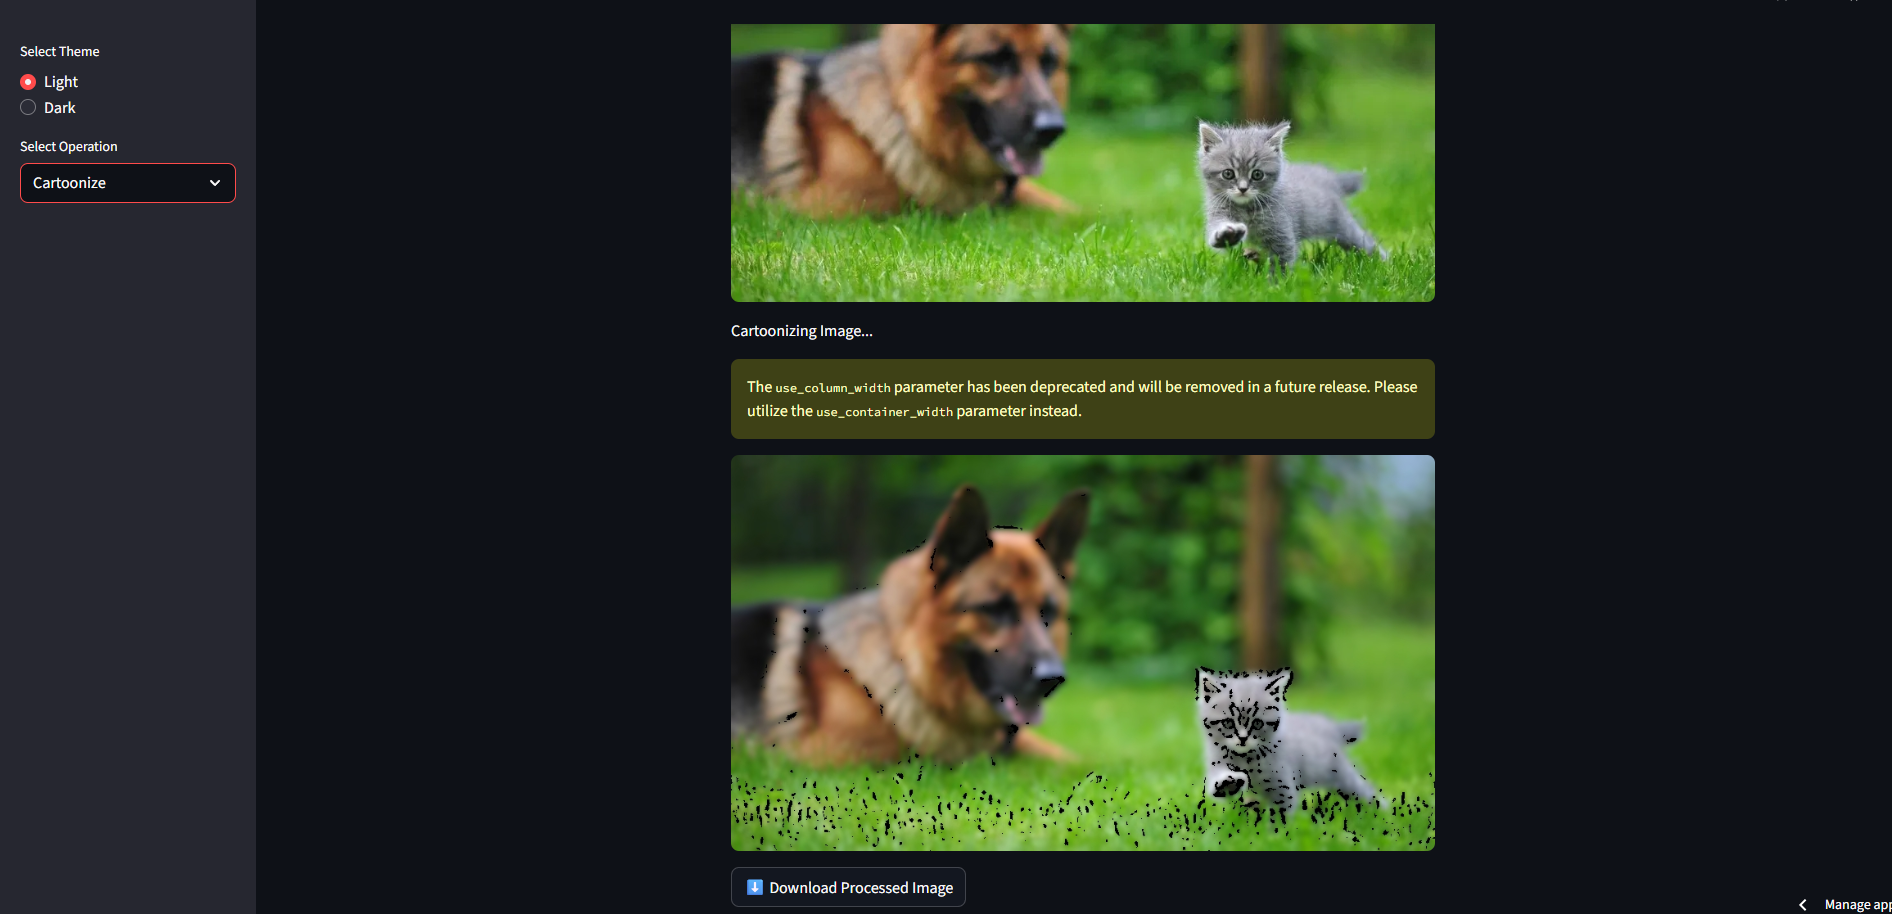 Select Theme
Light
Dark
Select Operation
Cartoonize
Cartoonizing Image...
The use_column_width parameter has been deprecated and will be removed in a future release. Please
utilize the use_container_width parameter instead.
⬇️ Download Processed Image
Manage app